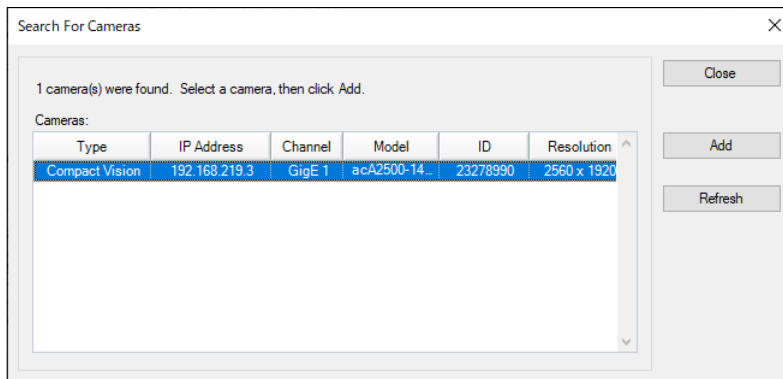 Search For Cameras
1 camera(s) were found. Select a camera, then click Add.
Close
Cameras:
Type IP Address Channel Model ID Resolution
Add
Compact Vision 192.168.219.3 GigE 1 acA2500-14... 23278990 2560 x 1920
Refresh